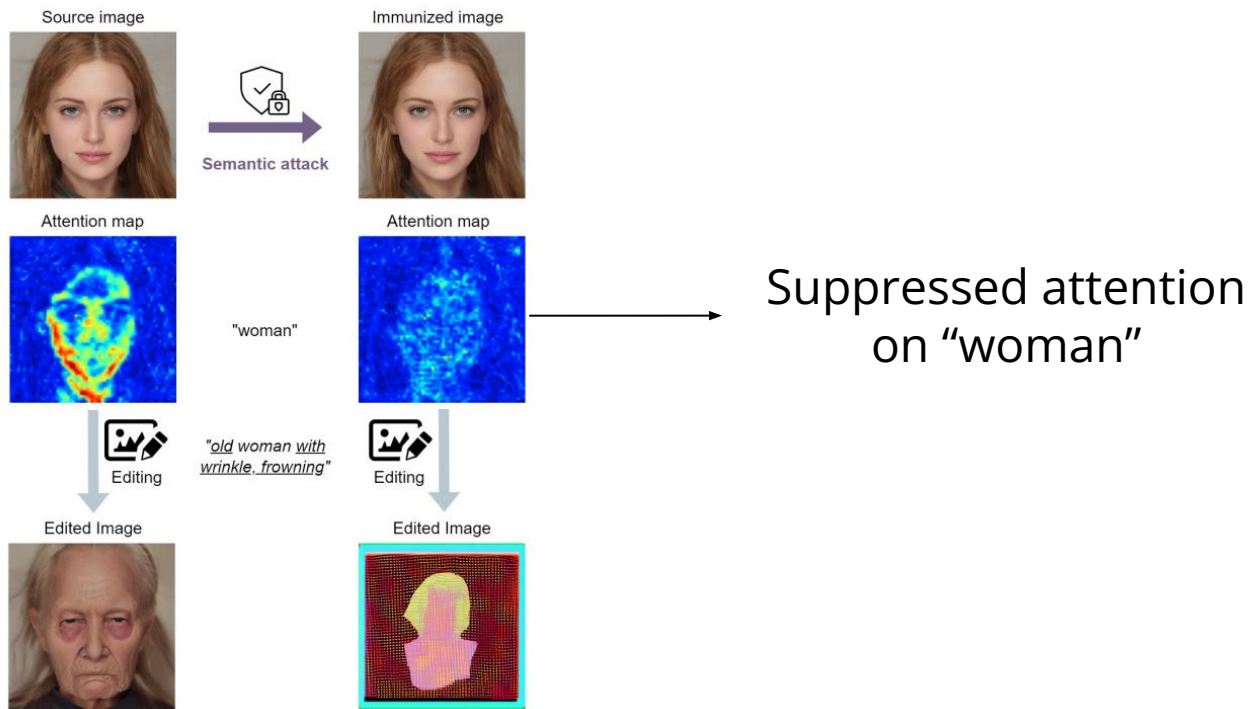 Source image
Immunized image
Semantic attack
Attention map
Attention map
"woman"
Suppressed attention
on “woman”
"old woman with
wrinkle, frowning"
Editing
Editing
Edited Image
Edited Image